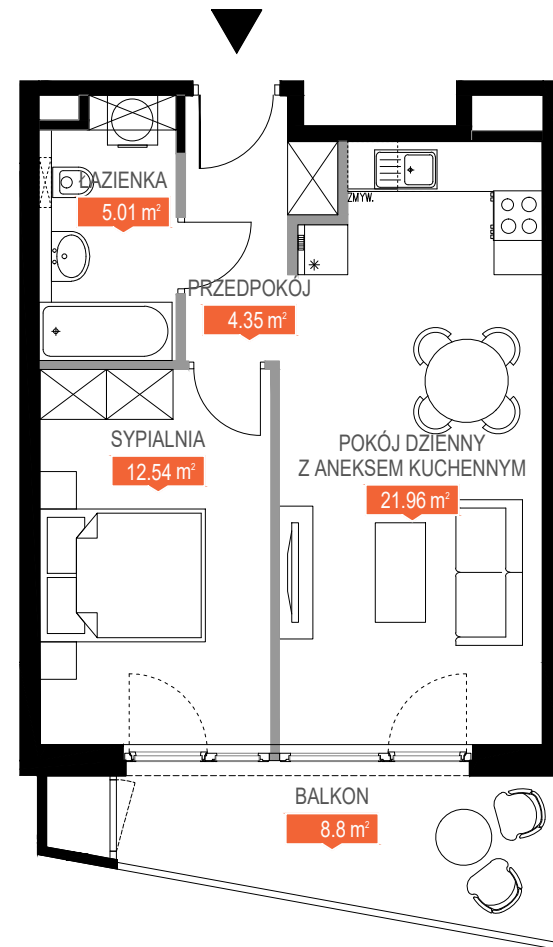 ŁAZIENKA
5.01 m²
ZMYW.
PRZEDPOKÓJ
4.35 m²
SYPIALNIA
12.54 m²
POKÓJ DZIENNY
Z ANEKSEM KUCHENNYM
21.96 m²
BALKON
8.8 m²